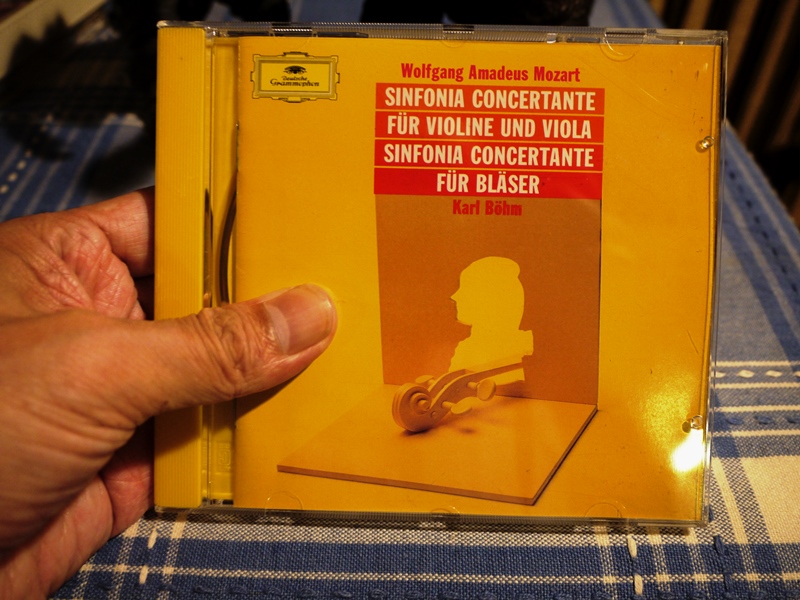 Deutsche
Grammophon
Wolfgang Amadeus Mozart
SINFONIA CONCERTANTE
FÜR VIOLINE UND VIOLA
SINFONIA CONCERTANTE
FÜR BLÄSER
Karl Böhm